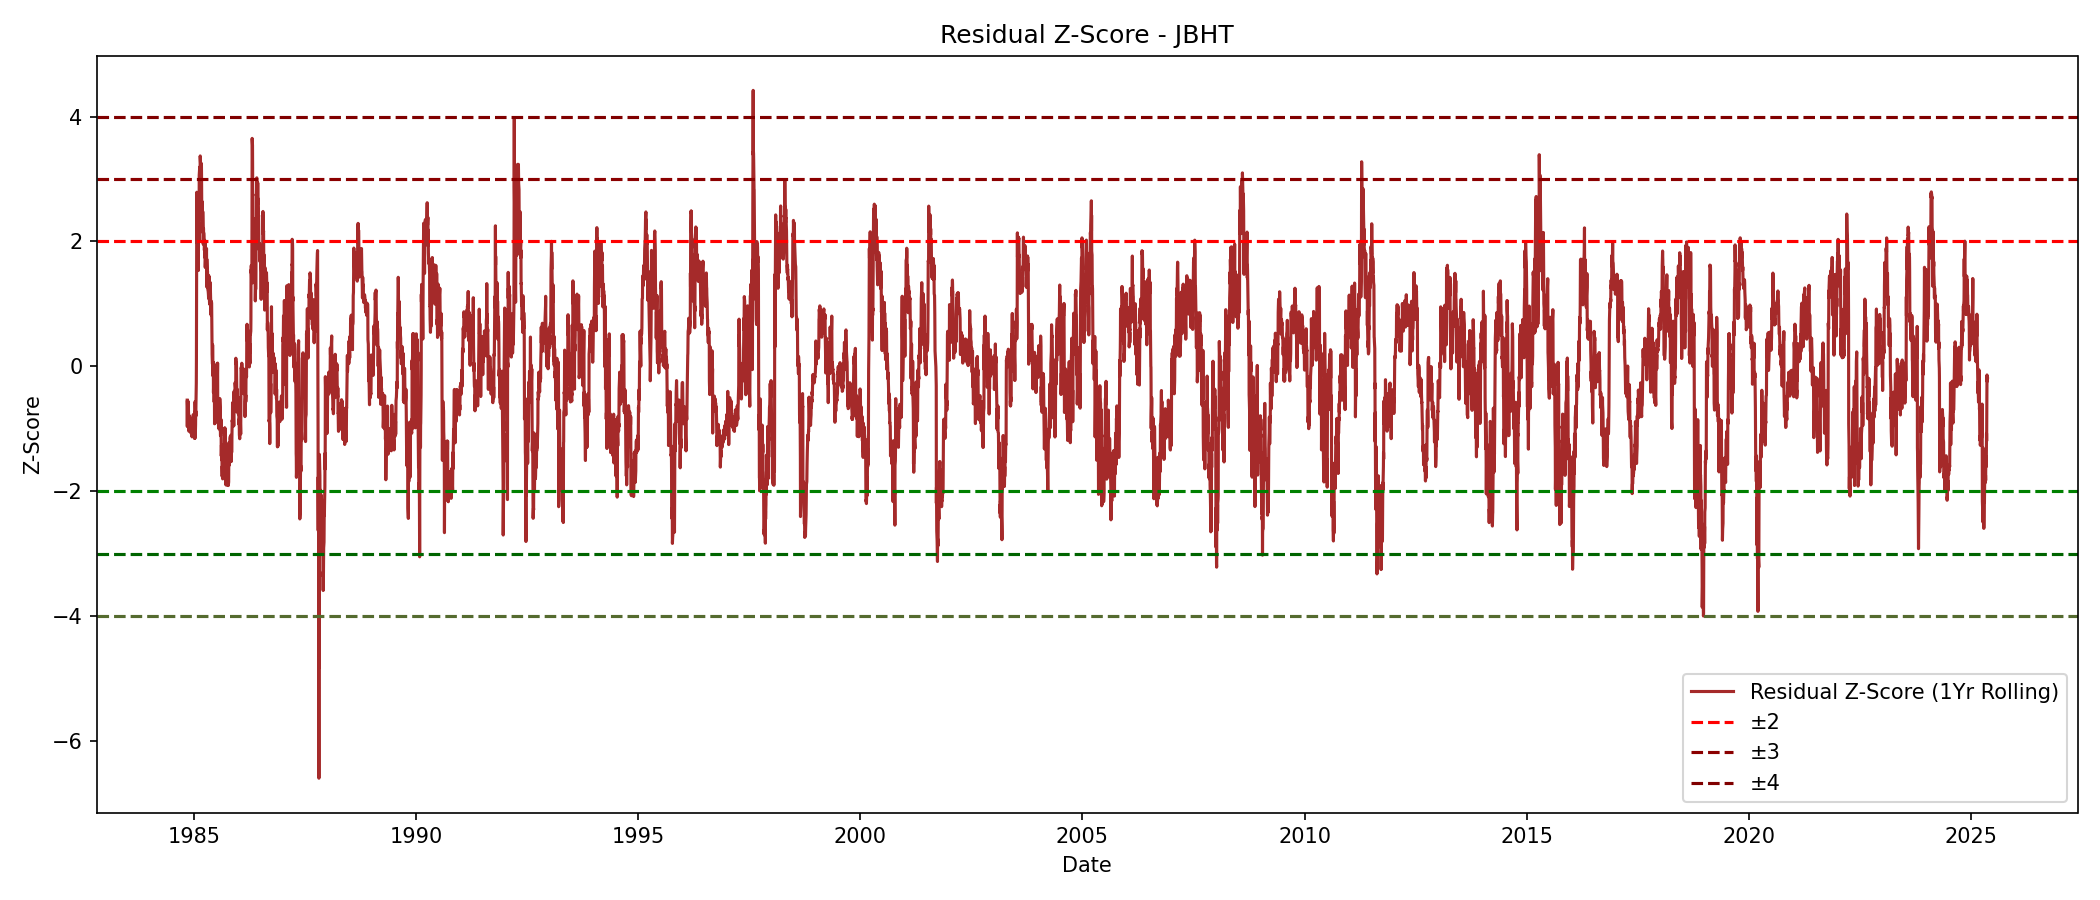 Residual Z-Score - JBHT
Z-Score
4
2
0
−2
−4
−6
1985 1990 1995 2000 2005 2010 2015 2020 2025
Date
Residual Z-Score (1Yr Rolling)
±2
±3
±4